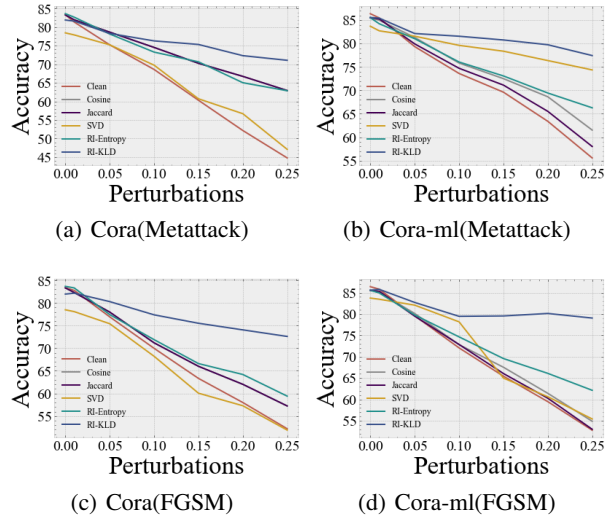 85
80
75
70
65
60
55
50
45
Accuracy
Clean
Cosine
Jaccard
SVD
RI-Entropy
RI-KLD
0.00 0.05 0.10 0.15 0.20 0.25
Perturbations
(a) Cora(Metattack)
85
80
75
70
65
60
55
Accuracy
Clean
Cosine
Jaccard
SVD
RI-Entropy
RI-KLD
0.00 0.05 0.10 0.15 0.20 0.25
Perturbations
(b) Cora-ml(Metattack)
85
80
75
70
65
60
55
Accuracy
Clean
Cosine
Jaccard
SVD
RI-Entropy
RI-KLD
0.00 0.05 0.10 0.15 0.20 0.25
Perturbations
(c) Cora(FGSM)
85
80
75
70
65
60
55
Accuracy
Clean
Cosine
Jaccard
SVD
RI-Entropy
RI-KLD
0.00 0.05 0.10 0.15 0.20 0.25
Perturbations
(d) Cora-ml(FGSM)